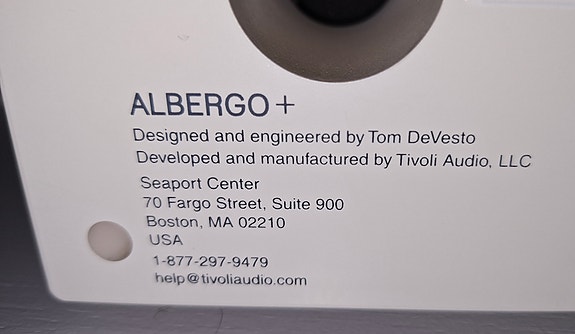 ALBERGO+
Designed and engineered by Tom DeVesto
Developed and manufactured by Tivoli Audio, LLC
Seaport Center
70 Fargo Street, Suite 900
Boston, MA 02210
USA
1-877-297-9479
help@tivoliaudio.com